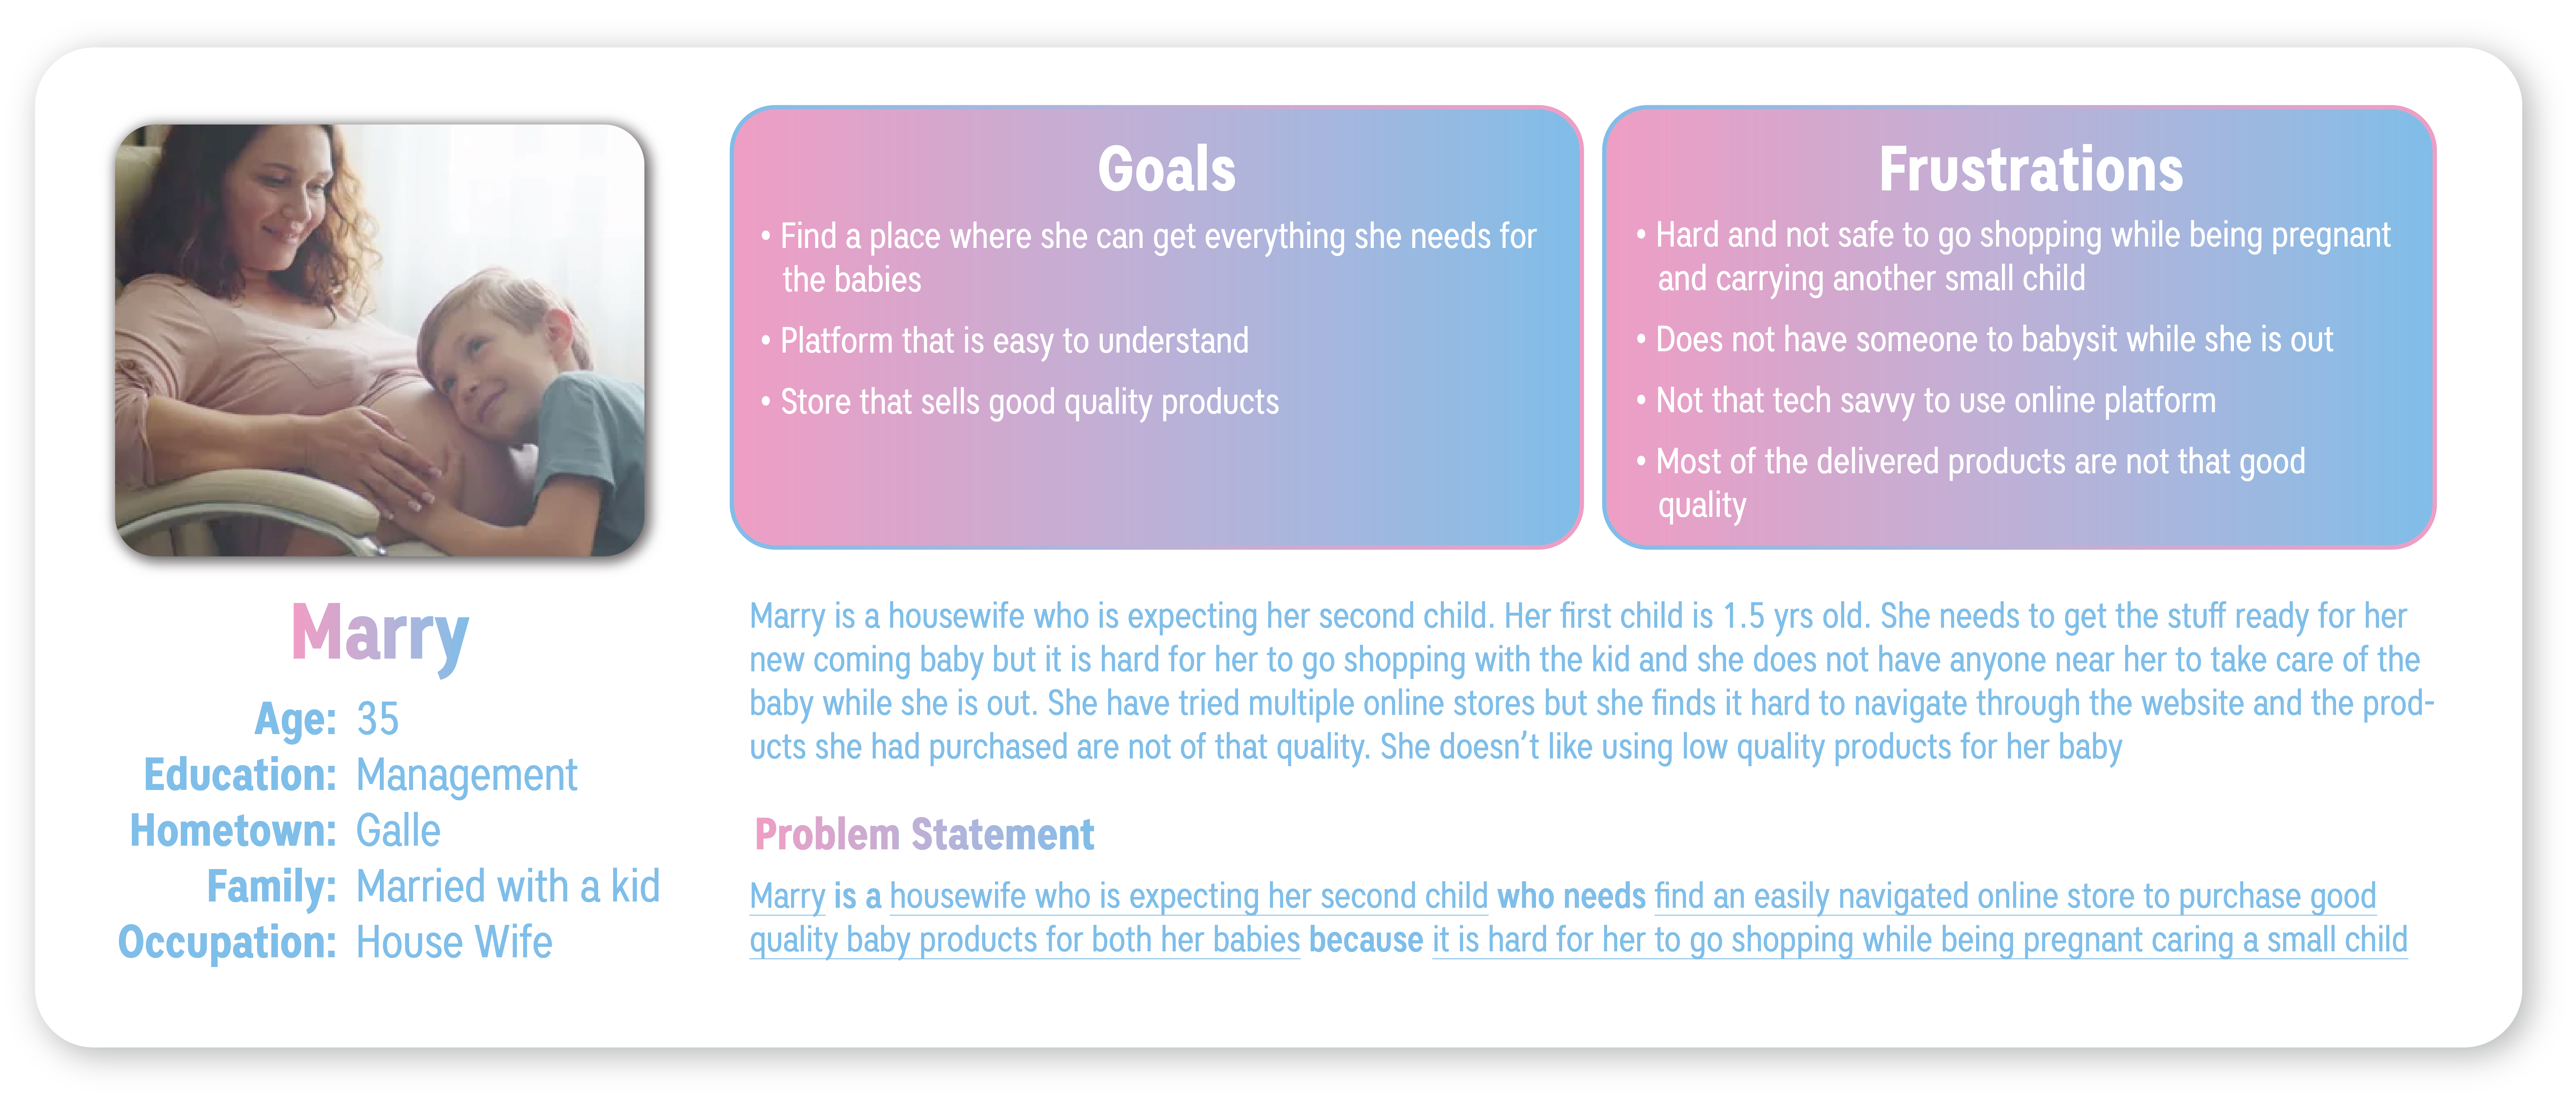 Goals
• Find a place where she can get everything she needs for
the babies
• Platform that is easy to understand
• Store that sells good quality products
Frustrations
• Hard and not safe to go shopping while being pregnant
and carrying another small child
• Does not have someone to babysit while she is out
• Not that tech savvy to use online platform
• Most of the delivered products are not that good
quality
Marry
Age: 35
Education: Management
Hometown: Galle
Family: Married with a kid
Occupation: House Wife
Marry is a housewife who is expecting her second child. Her first child is 1.5 yrs old. She needs to get the stuff ready for her
new coming baby but it is hard for her to go shopping with the kid and she does not have anyone near her to take care of the
baby while she is out. She have tried multiple online stores but she finds it hard to navigate through the website and the prod-
ucts she had purchased are not of that quality. She doesn't like using low quality products for her baby
Problem Statement
Marry is a housewife who is expecting her second child who needs find an easily navigated online store to purchase good
quality baby products for both her babies because it is hard for her to go shopping while being pregnant caring a small child